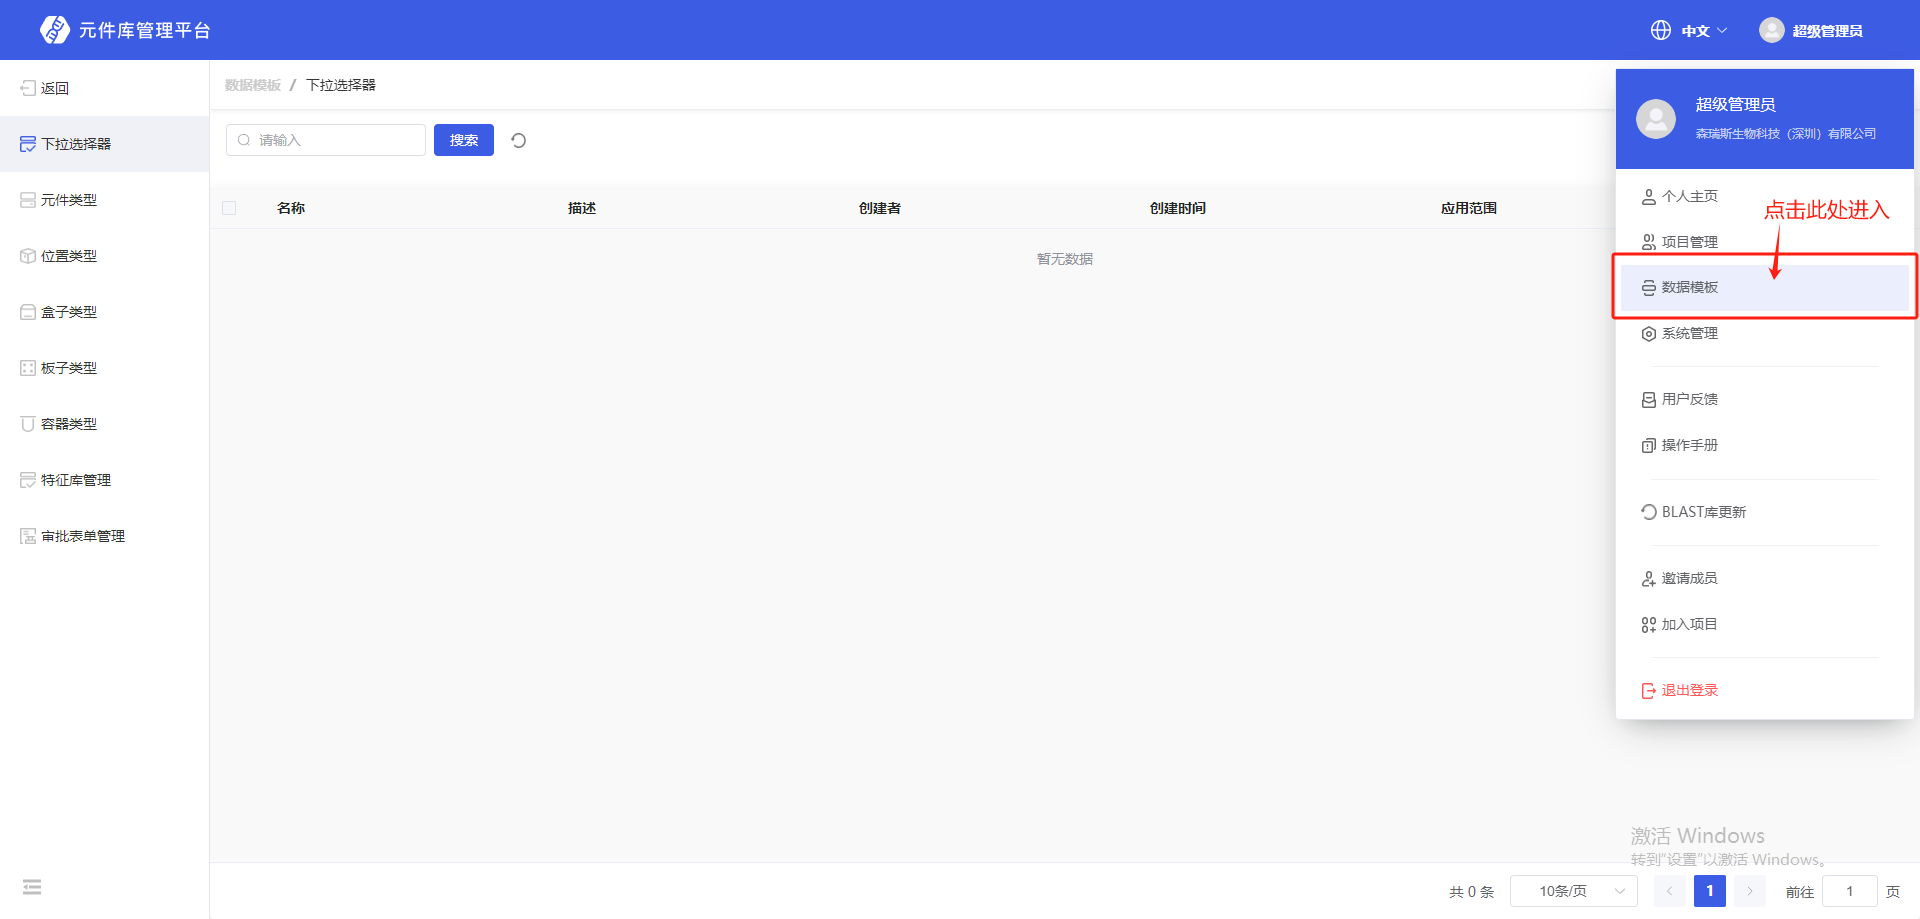 元件库管理平台
中文
超级管理员
返回
下拉选择器
元件类型
位置类型
盒子类型
板子类型
容器类型
特征库管理
审批表单管理
数据模板 / 下拉选择器
请输入
搜索
名称 描述 创建者 创建时间 应用范围
暂无数据
超级管理员
森瑞斯生物科技（深圳）有限公司
个人主页
点击此处进入
项目管理
数据模板
系统管理
用户反馈
操作手册
BLAST库更新
邀请成员
加入项目
退出登录
激活 Windows
转到"设置"以激活 Windows。
共 0 条 10条/页 1 前往 1 页